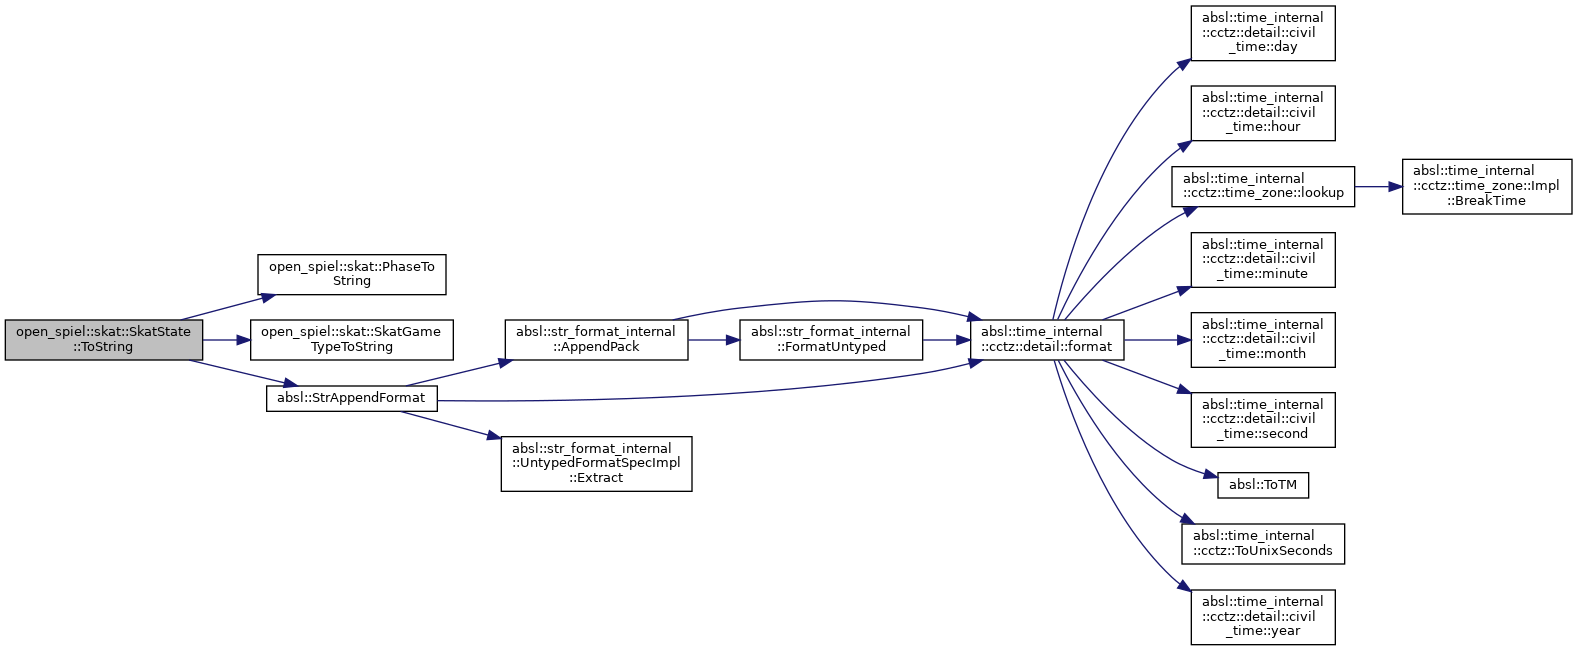 open_spiel::skat::SkatState
::ToString
open_spiel::skat::PhaseTo
String
open_spiel::skat::SkatGame
TypeToString
absl::StrAppendFormat
absl::str_format_internal
::AppendPack
absl::str_format_internal
::UntypedFormatSpecImpl
::Extract
absl::str_format_internal
::FormatUntyped
absl::time_internal
::cctz::detail::format
absl::time_internal
::cctz::detail::civil
_time::day
absl::time_internal
::cctz::detail::civil
_time::hour
absl::time_internal
::cctz::time_zone::lookup
absl::time_internal
::cctz::time_zone::Impl
::BreakTime
absl::time_internal
::cctz::detail::civil
_time::minute
absl::time_internal
::cctz::detail::civil
_time::month
absl::time_internal
::cctz::detail::civil
_time::second
absl::ToTM
absl::time_internal
::cctz::ToUnixSeconds
absl::time_internal
::cctz::detail::civil
_time::year